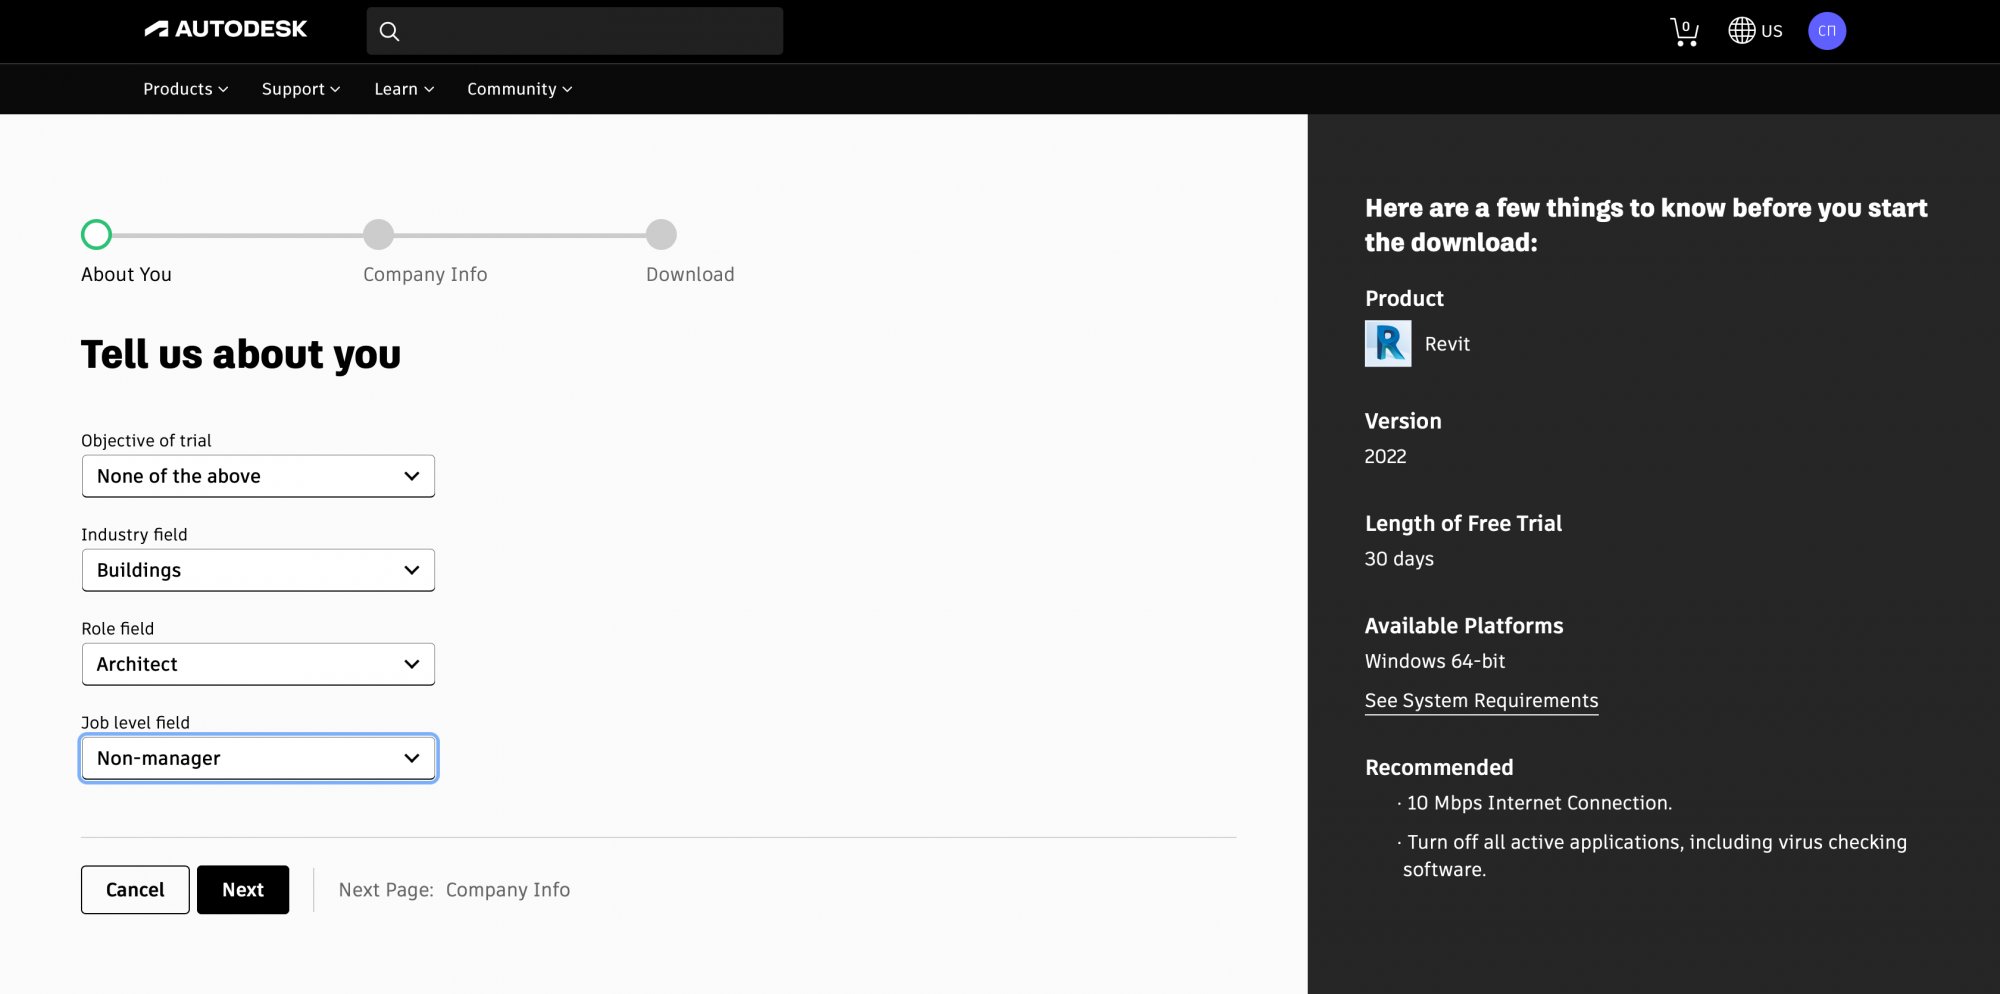 AUTODESK
0
US
СП
Products
Support
Learn
Community
About You
Company Info
Download
Tell us about you
Objective of trial
None of the above
Industry field
Buildings
Role field
Architect
Job level field
Non-manager
Cancel
Next
Next Page: Company Info
Here are a few things to know before you start
the download:
Product
R
Revit
Version
2022
Length of Free Trial
30 days
Available Platforms
Windows 64-bit
See System Requirements
Recommended
· 10 Mbps Internet Connection.
· Turn off all active applications, including virus checking
software.